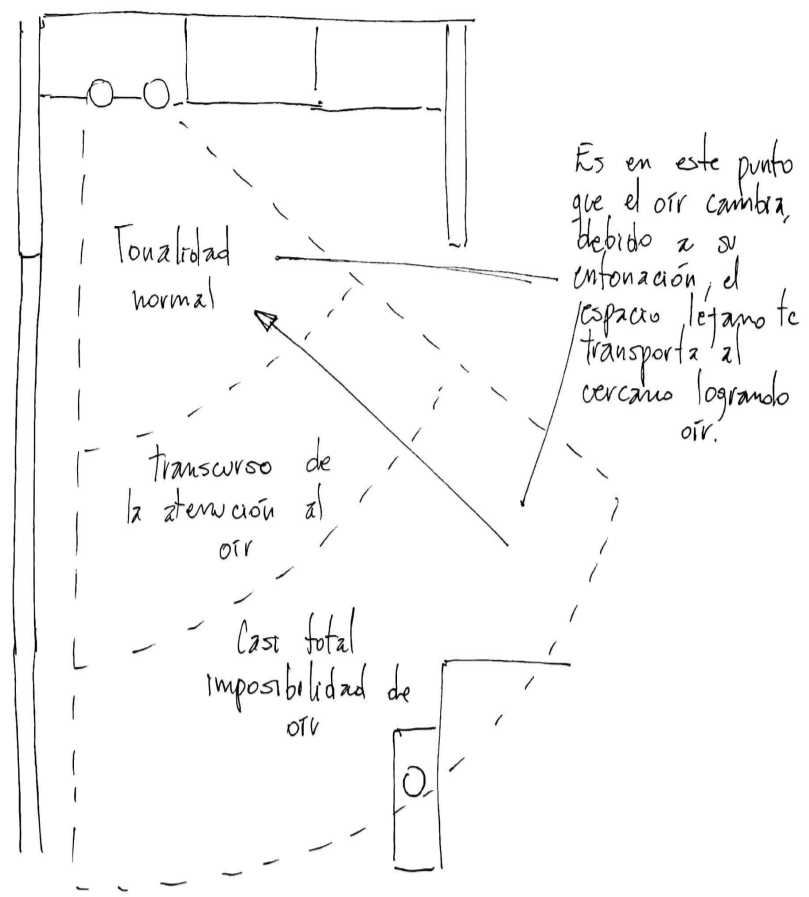 Tonalidad
normal
Es en este punto
que el oír cambia,
debido a su
entonación, el
espacio lejano te
transporta al
cercano logrando
oír.
transcurso de
la atención al
oír
Casi total
imposibilidad de
oír